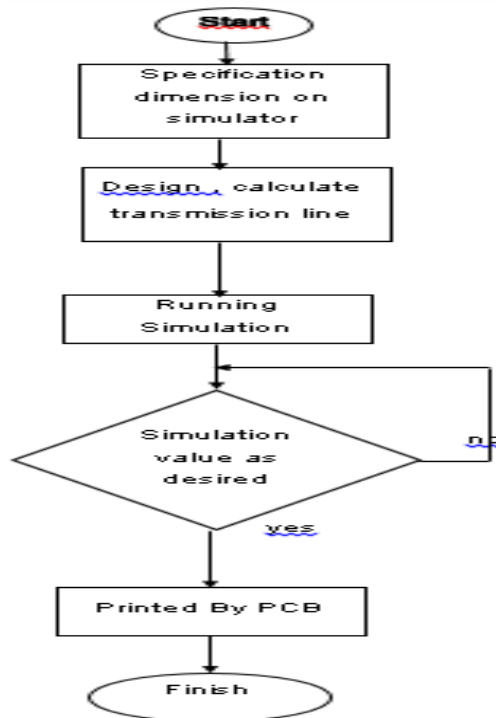 Start
Specification
dimension on
simulator
Design , calculate
transmission line
Running
Simulation
Simulation
value as
desired
no
yes
Printed By PCB
Finish